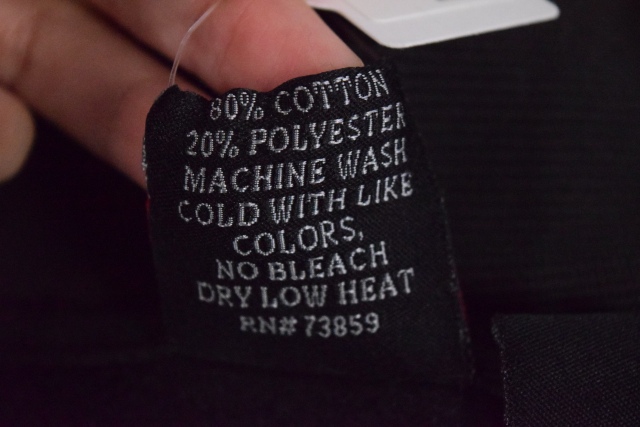 80% COTTON
20% POLYESTER
MACHINE WASH
COLD WITH LIKE
COLORS,
NO BLEACH
DRY LOW HEAT
RN# 73859